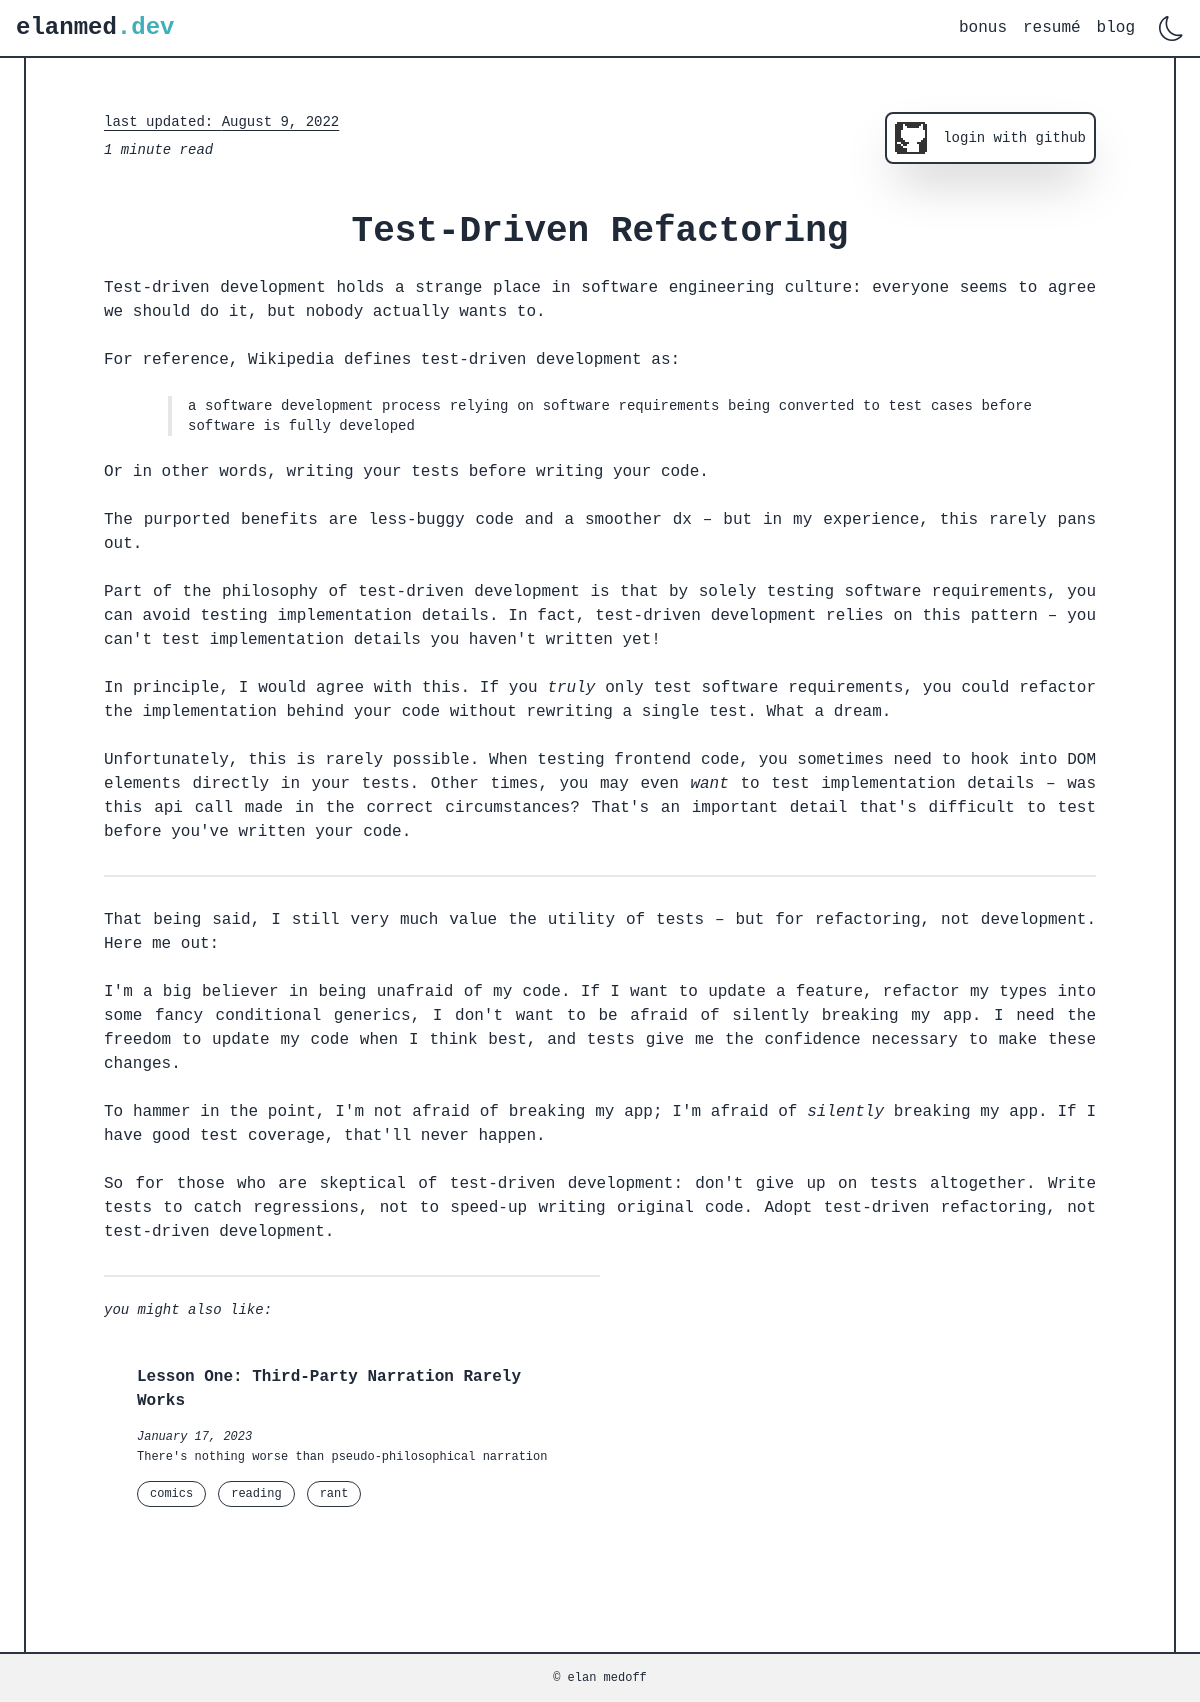 elanmed.dev
bonus resumé blog
last updated: August 9, 2022
1 minute read
login with github
Test-Driven Refactoring
Test-driven development holds a strange place in software engineering culture: everyone seems to agree
we should do it, but nobody actually wants to.
For reference, Wikipedia defines test-driven development as:
a software development process relying on software requirements being converted to test cases before
software is fully developed
Or in other words, writing your tests before writing your code.
The purported benefits are less-buggy code and a smoother dx – but in my experience, this rarely pans
out.
Part of the philosophy of test-driven development is that by solely testing software requirements, you
can avoid testing implementation details. In fact, test-driven development relies on this pattern – you
can't test implementation details you haven't written yet!
In principle, I would agree with this. If you truly only test software requirements, you could refactor
the implementation behind your code without rewriting a single test. What a dream.
Unfortunately, this is rarely possible. When testing frontend code, you sometimes need to hook into DOM
elements directly in your tests. Other times, you may even want to test implementation details – was
this api call made in the correct circumstances? That's an important detail that's difficult to test
before you've written your code.
That being said, I still very much value the utility of tests – but for refactoring, not development.
Here me out:
I'm a big believer in being unafraid of my code. If I want to update a feature, refactor my types into
some fancy conditional generics, I don't want to be afraid of silently breaking my app. I need the
freedom to update my code when I think best, and tests give me the confidence necessary to make these
changes.
To hammer in the point, I'm not afraid of breaking my app; I'm afraid of silently breaking my app. If I
have good test coverage, that'll never happen.
So for those who are skeptical of test-driven development: don't give up on tests altogether. Write
tests to catch regressions, not to speed-up writing original code. Adopt test-driven refactoring, not
test-driven development.
you might also like:
Lesson One: Third-Party Narration Rarely
Works
January 17, 2023
There's nothing worse than pseudo-philosophical narration
comics reading rant
© elan medoff